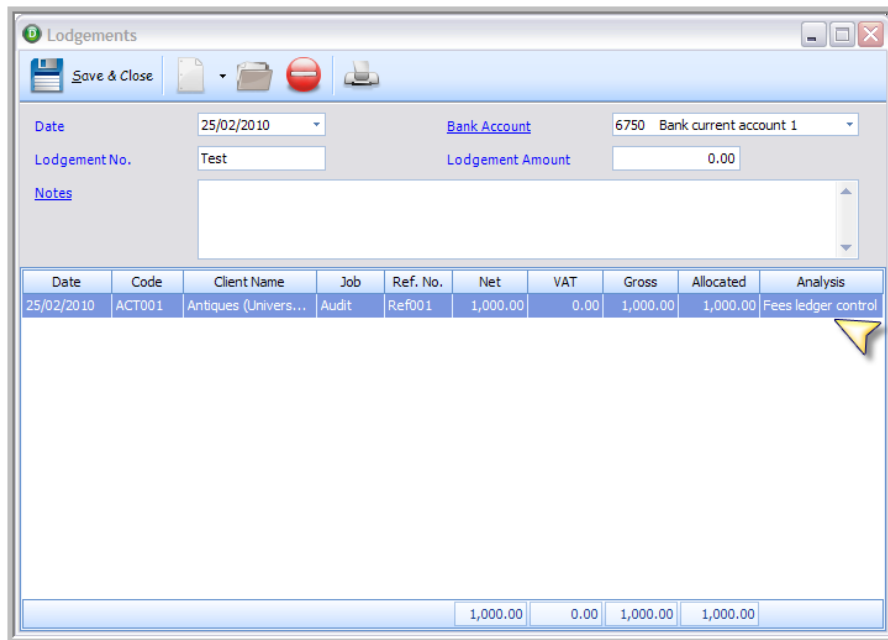 Lodgements
Save & Close
Date 25/02/2010 Bank Account 6750 Bank current account 1
Lodgement No. Test Lodgement Amount 0.00
Notes
Date Code Client Name Job Ref. No. Net VAT Gross Allocated Analysis
25/02/2010 ACT001 Antiques (Univers... Audit Ref001 1,000.00 0.00 1,000.00 1,000.00 Fees ledger control
1,000.00 0.00 1,000.00 1,000.00